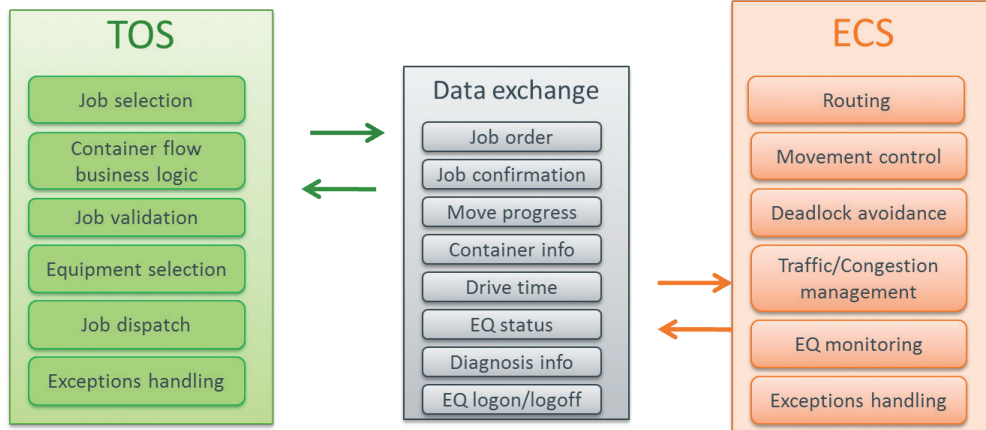 TOS
Job selection
Container flow
business logic
Job validation
Equipment selection
Job dispatch
Exceptions handling
Data exchange
Job order
Job confirmation
Move progress
Container info
Drive time
EQ status
Diagnosis info
EQ logon/logoff
ECS
Routing
Movement control
Deadlock avoidance
Traffic/Congestion
management
EQ monitoring
Exceptions handling